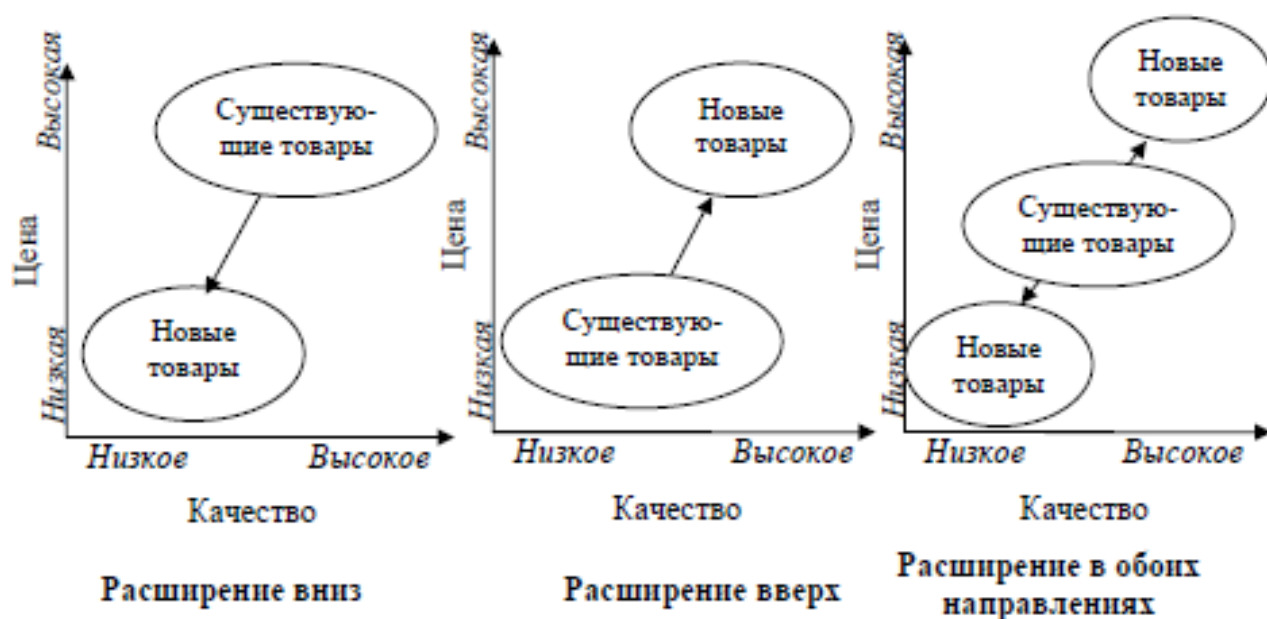 Высокая
Цена
Низкая
Существую-
щие товары
Новые
товары
Низкое
Высокое
Качество
Расширение вниз
Высокая
Цена
Низкая
Новые
товары
Существую-
щие товары
Низкое
Высокое
Качество
Расширение вверх
Высокая
Цена
Низкая
Новые
товары
Существую-
щие товары
Новые
товары
Низкое
Высокое
Качество
Расширение в обоих
направлениях